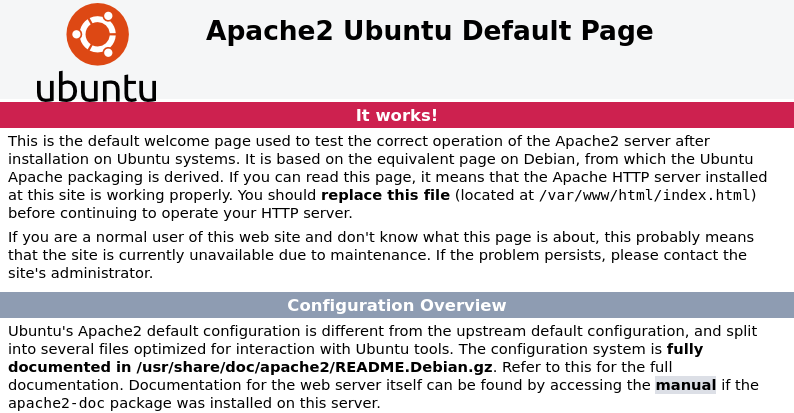 ubuntu
Apache2 Ubuntu Default Page
It works!
This is the default welcome page used to test the correct operation of the Apache2 server after
installation on Ubuntu systems. It is based on the equivalent page on Debian, from which the Ubuntu
Apache packaging is derived. If you can read this page, it means that the Apache HTTP server installed
at this site is working properly. You should replace this file (located at /var/www/html/index.html)
before continuing to operate your HTTP server.
If you are a normal user of this web site and don't know what this page is about, this probably means
that the site is currently unavailable due to maintenance. If the problem persists, please contact the
site's administrator.
Configuration Overview
Ubuntu's Apache2 default configuration is different from the upstream default configuration, and split
into several files optimized for interaction with Ubuntu tools. The configuration system is fully
documented in /usr/share/doc/apache2/README.Debian.gz. Refer to this for the full
documentation. Documentation for the web server itself can be found by accessing the manual if the
apache2-doc package was installed on this server.